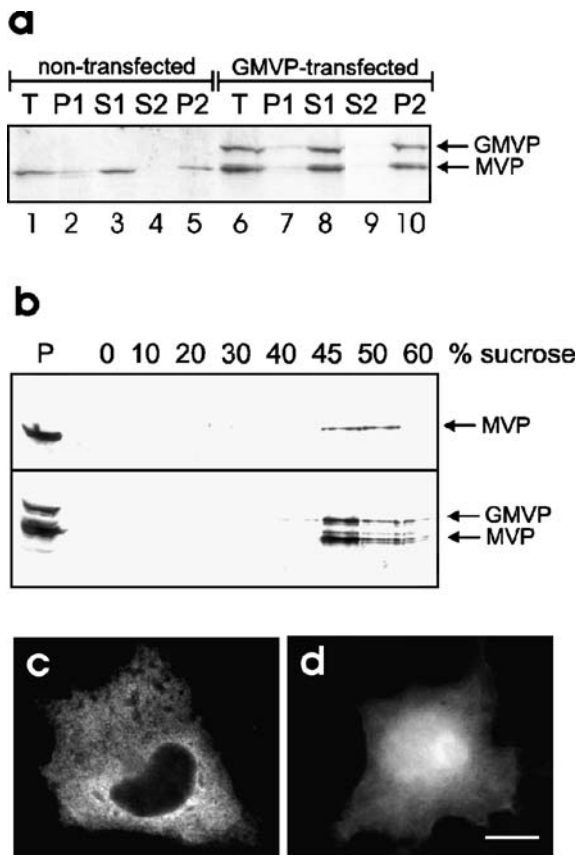 a
non-transfected GMVP-transfected
T P1 S1 S2 P2 T P1 S1 S2 P2
GMVP
MVP
1 2 3 4 5 6 7 8 9 10
b
P 0 10 20 30 40 45 50 60 % sucrose
MVP
GMVP
MVP
c d